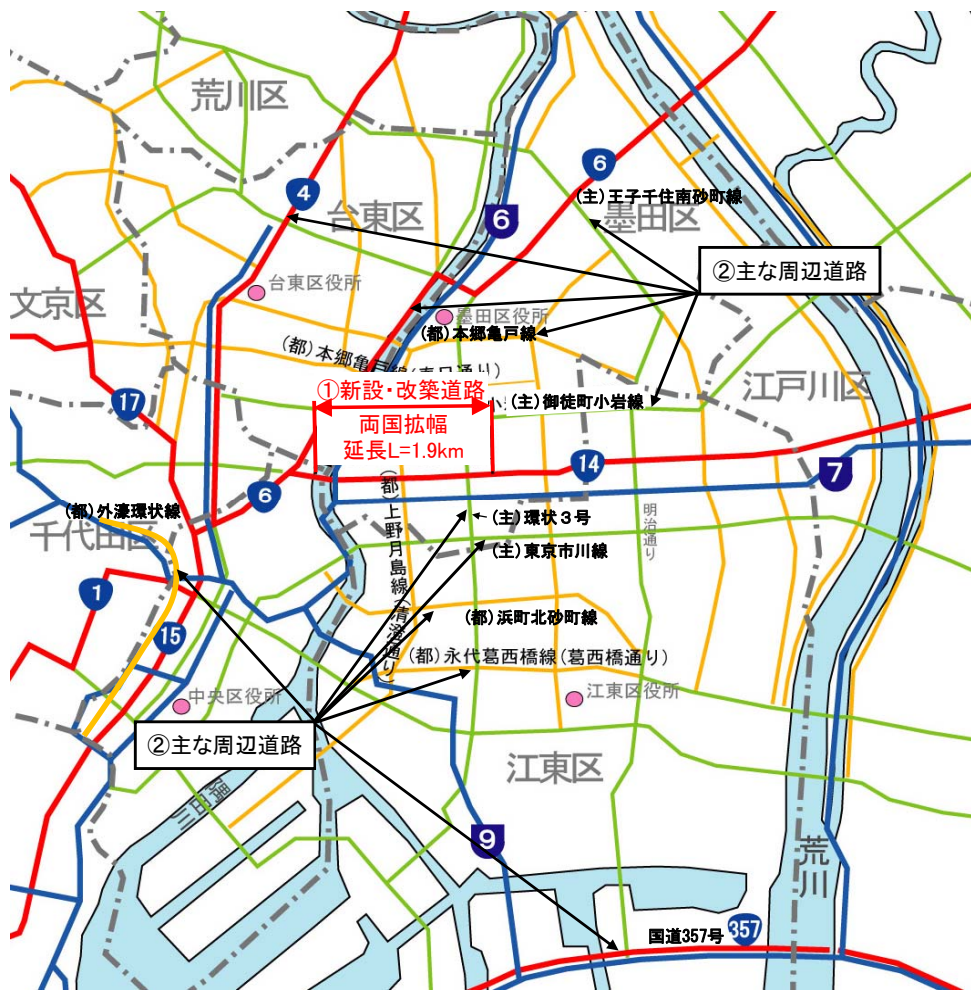 荒川区
4
台東区
6
6
(主)王子千住南砂町線
墨田区
②主な周辺道路
文京区
台東区役所
墨田区役所
(都)本郷亀戸線
(都)本郷亀戸
①新設・改築道路
両国拡幅
延長L=1.9km
(主)御徒町小岩線
江戸川区
17
14
7
6
(都)外濠環状線
千代田区
(都)上野月島線(清澄通り)
(主)環状3号
明治通り
(主)東京市川線
1
15
(都)浜町北砂町線
(都)永代葛西橋線(葛西橋通り)
中央区役所
江東区役所
②主な周辺道路
江東区
隅田川
9
荒川
国道357号
357